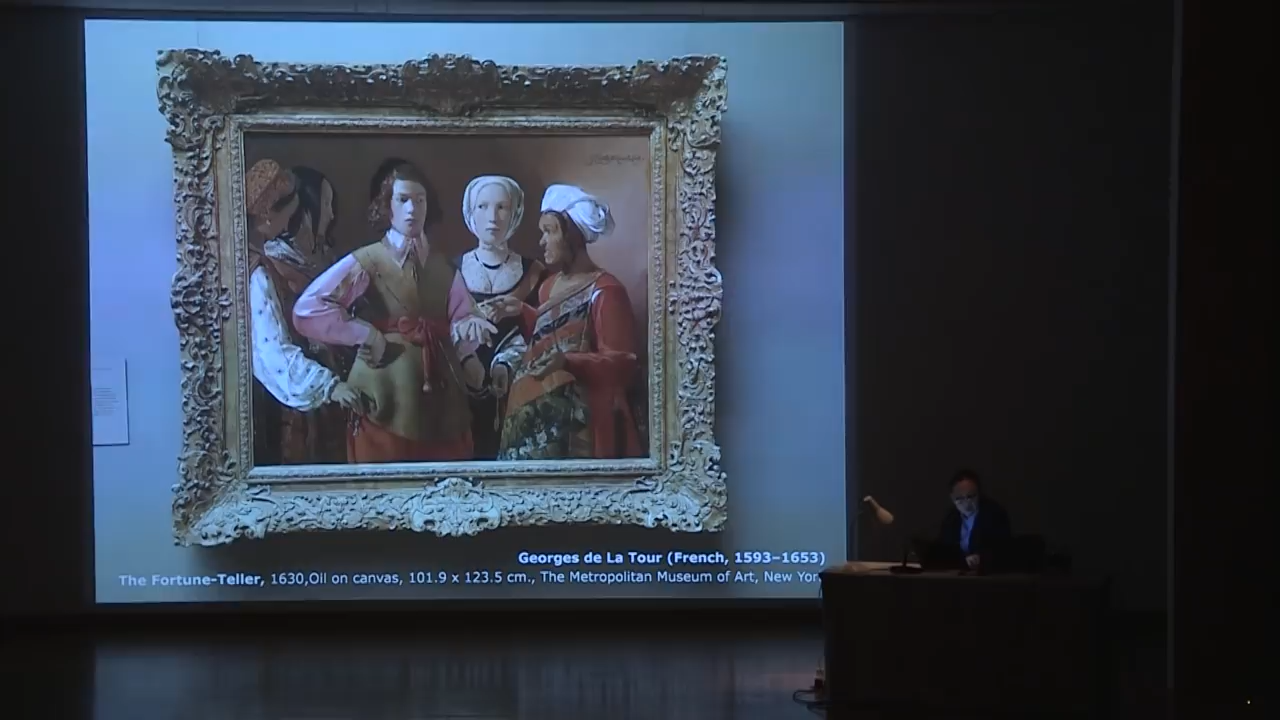 Georges de La Tour (French, 1593–1653)
The Fortune-Teller, 1630,Oil on canvas, 101.9 x 123.5 cm., The Metropolitan Museum of Art, New Yor